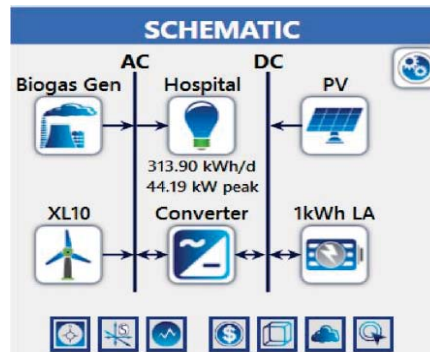 SCHEMATIC
AC DC
Biogas Gen Hospital PV
313.90 kWh/d
44.19 kW peak
XL10 Converter 1kWh LA
$